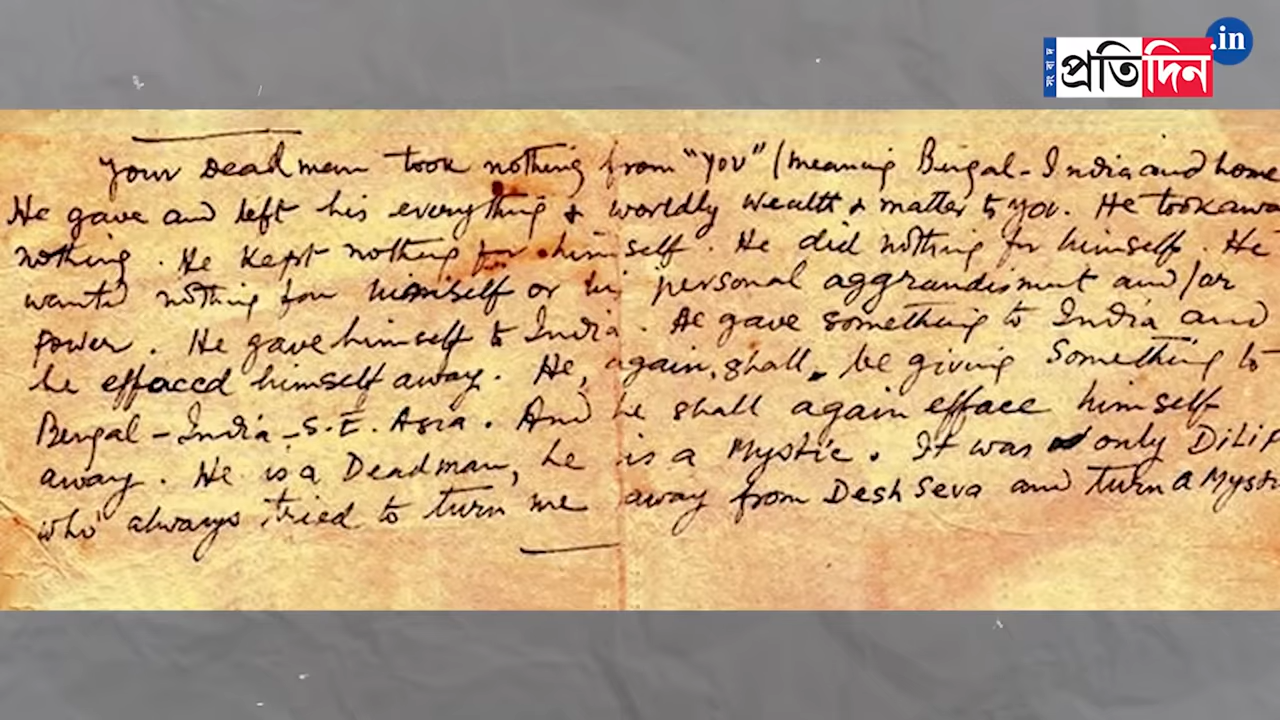 সংবাদ প্রতিদিন .in
Your Deadman took nothing from "YOU" (meaning Bengal-India and home
He gave and left his everything & worldly wealth & matter to you. He took awa
nothing. He kept nothing for himself. He did nothing for himself. He
wanted nothing for himself or his personal aggrandisment and/or
power. He gave himself to India. He gave something to India and
he effaced himself away. He, again, shall, be giving Something to
Bengal-India-S.E. Asia. And he shall again efface himself
away. He is a Deadman, he is a Mystic. It was only DILIP
who always tried to turn me away from Desh Seva and turn a Mysti